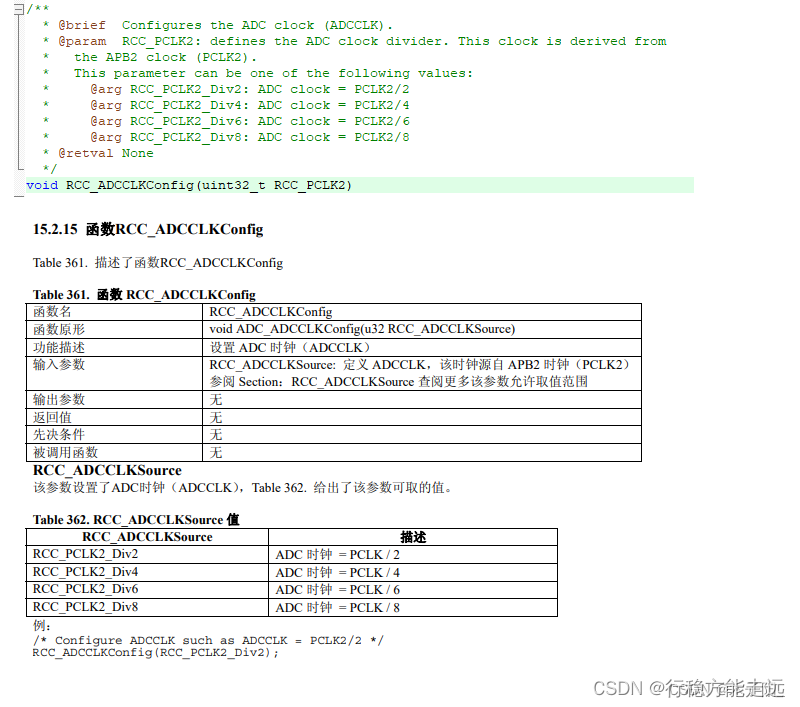 /**
* @brief  Configures the ADC clock (ADCCLK).
* @param  RCC_PCLK2: defines the ADC clock divider. This clock is derived from
*   the APB2 clock (PCLK2).
*   This parameter can be one of the following values:
*     @arg RCC_PCLK2_Div2: ADC clock = PCLK2/2
*     @arg RCC_PCLK2_Div4: ADC clock = PCLK2/4
*     @arg RCC_PCLK2_Div6: ADC clock = PCLK2/6
*     @arg RCC_PCLK2_Div8: ADC clock = PCLK2/8
* @retval None
*/
void RCC_ADCCLKConfig(uint32_t RCC_PCLK2)
15.2.15 函数RCC_ADCCLKConfig
Table 361. 描述了函数RCC_ADCCLKConfig
Table 361. 函数 RCC_ADCCLKConfig
函数名 RCC_ADCCLKConfig
函数原形 void ADC_ADCCLKConfig(u32 RCC_ADCCLKSource)
功能描述 设置 ADC 时钟（ADCCLK）
输入参数 RCC_ADCCLKSource: 定义 ADCCLK，该时钟源自 APB2 时钟（PCLK2）
参阅 Section：RCC_ADCCLKSource 查阅更多该参数允许取值范围
输出参数 无
返回值 无
先决条件 无
被调用函数 无
RCC_ADCCLKSource
该参数设置了ADC时钟（ADCCLK），Table 362. 给出了该参数可取的值。
Table 362. RCC_ADCCLKSource 值
RCC_ADCCLKSource 描述
RCC_PCLK2_Div2 ADC 时钟 = PCLK / 2
RCC_PCLK2_Div4 ADC 时钟 = PCLK / 4
RCC_PCLK2_Div6 ADC 时钟 = PCLK / 6
RCC_PCLK2_Div8 ADC 时钟 = PCLK / 8
例：
/* Configure ADCCLK such as ADCCLK = PCLK2/2 */
RCC_ADCCLKConfig(RCC_PCLK2_Div2);
CSDN @行稳方能走远